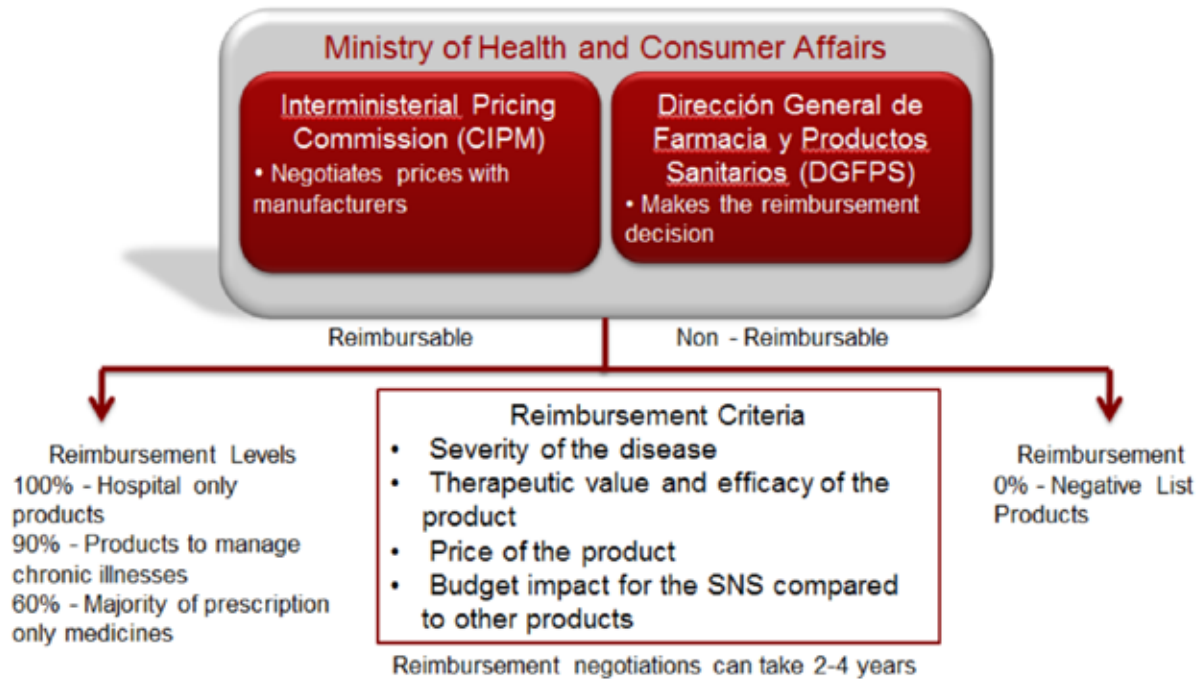 Ministry of Health and Consumer Affairs
Interministerial Pricing
Commission (CIPM)
• Negotiates prices with
manufacturers
Dirección General de
Farmacia y Productos
Sanitarios (DGFPS)
• Makes the reimbursement
decision
Reimbursable
Non - Reimbursable
Reimbursement Levels
100% - Hospital only
products
90% - Products to manage
chronic illnesses
60% - Majority of prescription
only medicines
Reimbursement Criteria
• Severity of the disease
• Therapeutic value and efficacy of the
product
• Price of the product
• Budget impact for the SNS compared
to other products
Reimbursement negotiations can take 2-4 years
Reimbursement
0% - Negative List
Products